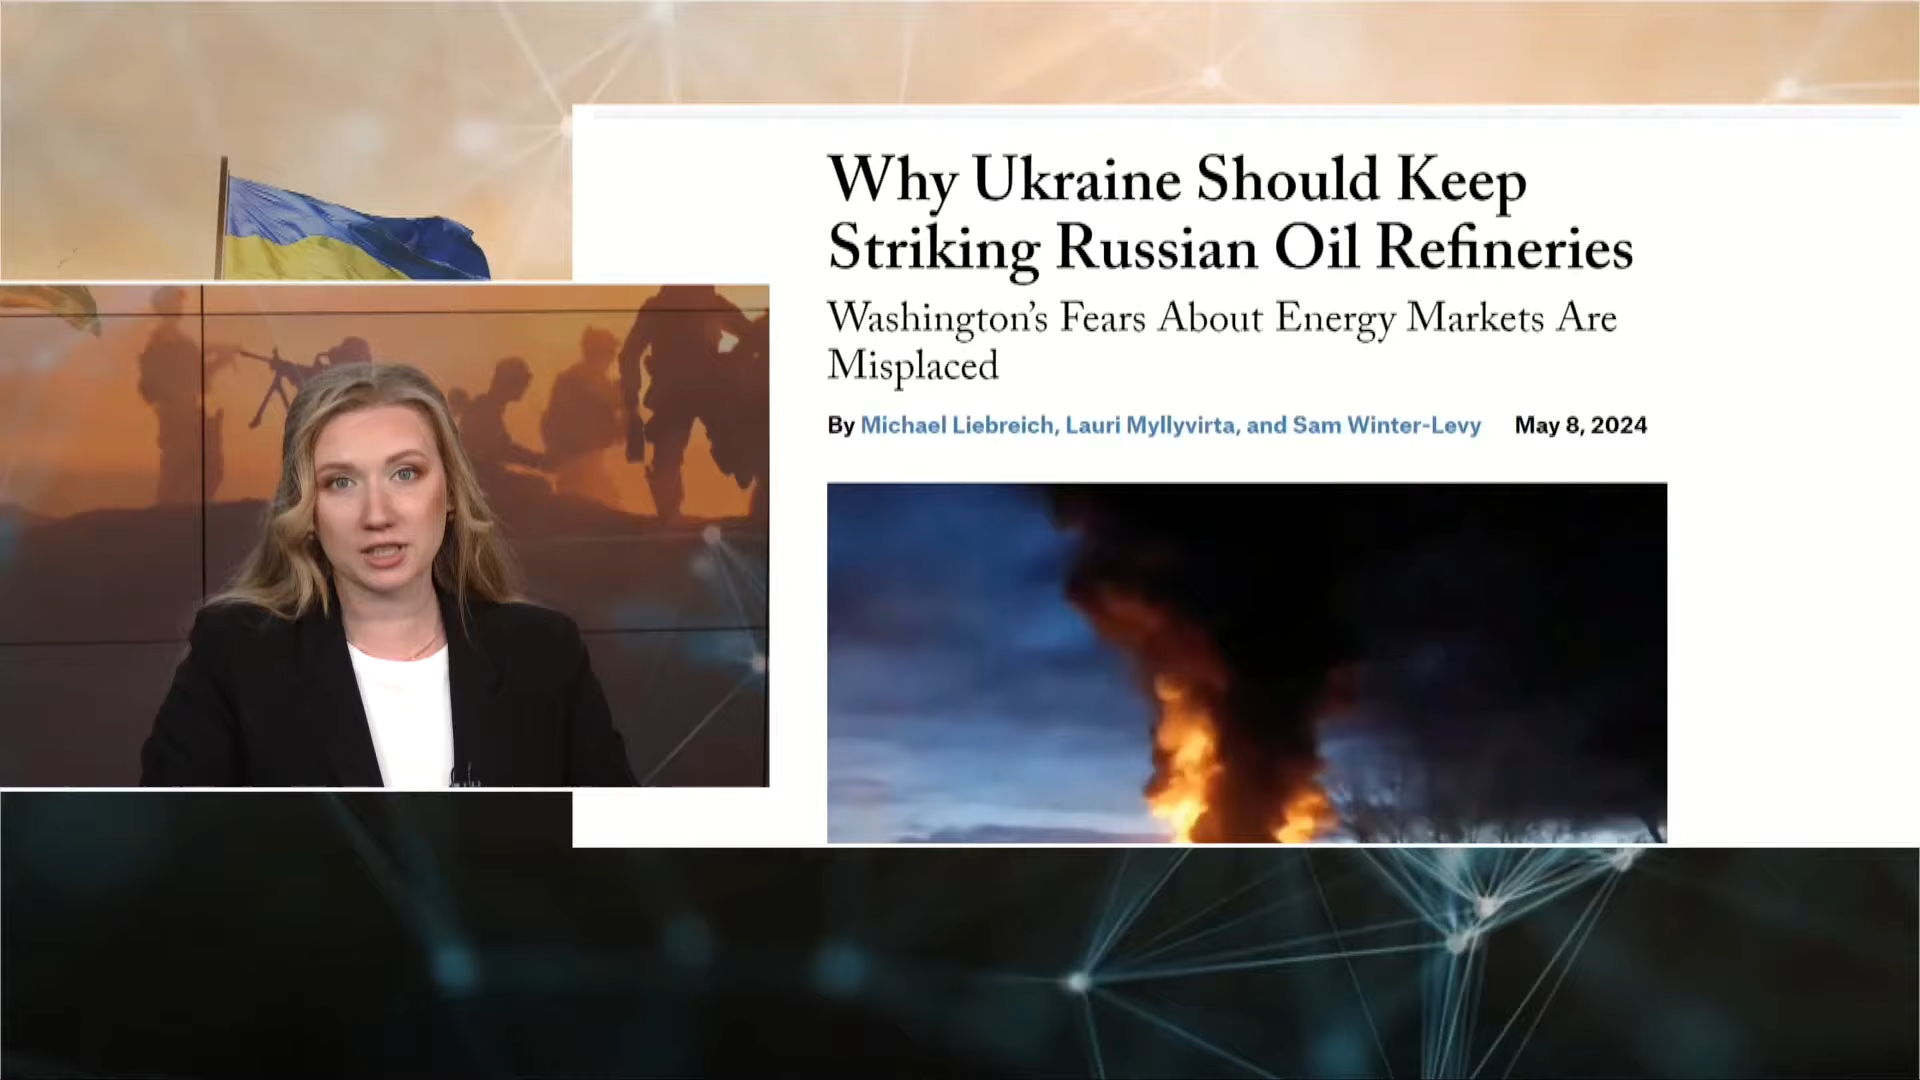 Why Ukraine Should Keep
Striking Russian Oil Refineries
Washington's Fears About Energy Markets Are
Misplaced
By Michael Liebreich, Lauri Myllyvirta, and Sam Winter-Levy May 8, 2024